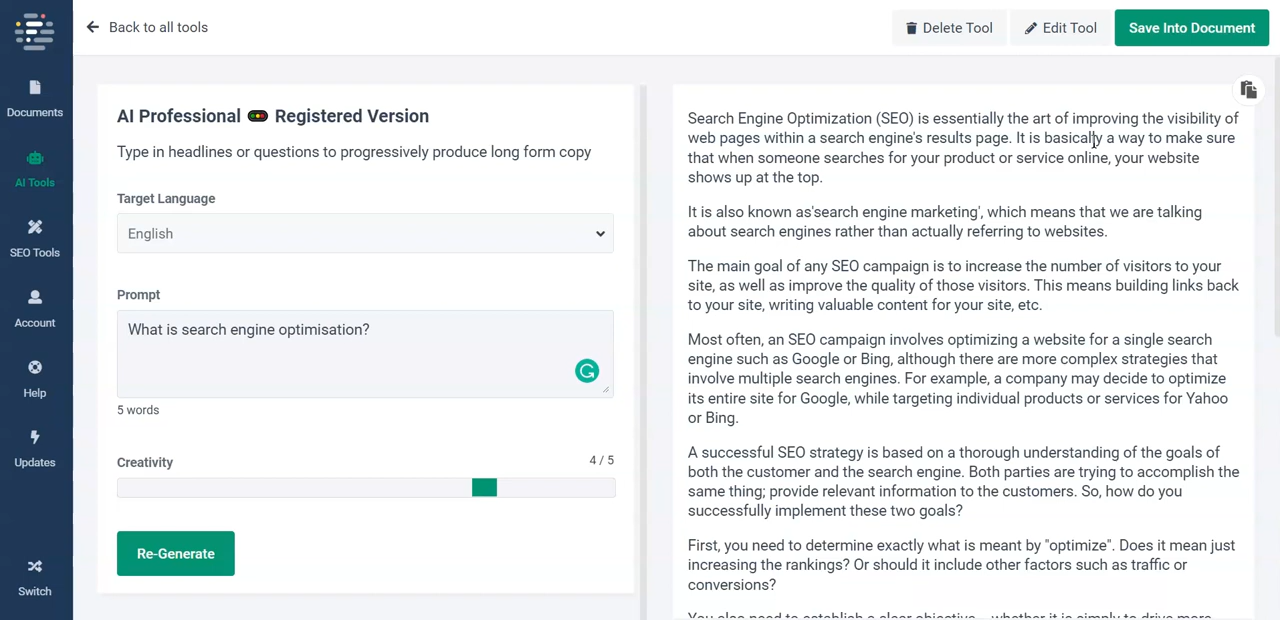 Back to all tools
Delete Tool
Edit Tool
Save Into Document
Documents
AI Tools
SEO Tools
Account
Help
Updates
Switch
AI Professional Registered Version
Type in headlines or questions to progressively produce long form copy
Target Language
English
Prompt
What is search engine optimisation?
5 words
Creativity
4 / 5
Re-Generate
Search Engine Optimization (SEO) is essentially the art of improving the visibility of
web pages within a search engine's results page. It is basically a way to make sure
that when someone searches for your product or service online, your website
shows up at the top.
It is also known as'search engine marketing', which means that we are talking
about search engines rather than actually referring to websites.
The main goal of any SEO campaign is to increase the number of visitors to your
site, as well as improve the quality of those visitors. This means building links back
to your site, writing valuable content for your site, etc.
Most often, an SEO campaign involves optimizing a website for a single search
engine such as Google or Bing, although there are more complex strategies that
involve multiple search engines. For example, a company may decide to optimize
its entire site for Google, while targeting individual products or services for Yahoo
or Bing.
A successful SEO strategy is based on a thorough understanding of the goals of
both the customer and the search engine. Both parties are trying to accomplish the
same thing; provide relevant information to the customers. So, how do you
successfully implement these two goals?
First, you need to determine exactly what is meant by "optimize". Does it mean just
increasing the rankings? Or should it include other factors such as traffic or
conversions?
You also need to establish a clear objective – whether it is simply to drive more